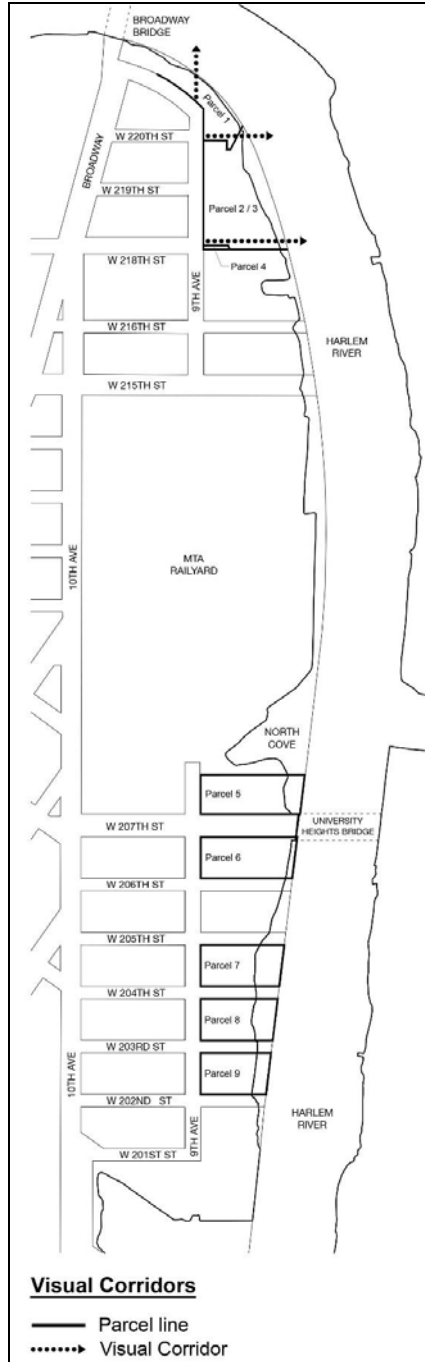 BROADWAY
BRIDGE
Parcel 1
W 220TH ST
BROADWAY
W 219TH ST
Parcel 2 / 3
W 218TH ST
Parcel 4
9TH AVE
W 216TH ST
HARLEM
RIVER
W 215TH ST
10TH AVE
MTA
RAILYARD
NORTH
COVE
Parcel 5
W 207TH ST
UNIVERSITY
HEIGHTS BRIDGE
Parcel 6
W 206TH ST
W 205TH ST
Parcel 7
W 204TH ST
Parcel 8
W 203RD ST
10TH AVE
Parcel 9
W 202ND ST
9TH AVE
HARLEM
RIVER
W 201ST ST
Visual Corridors
Parcel line
Visual Corridor